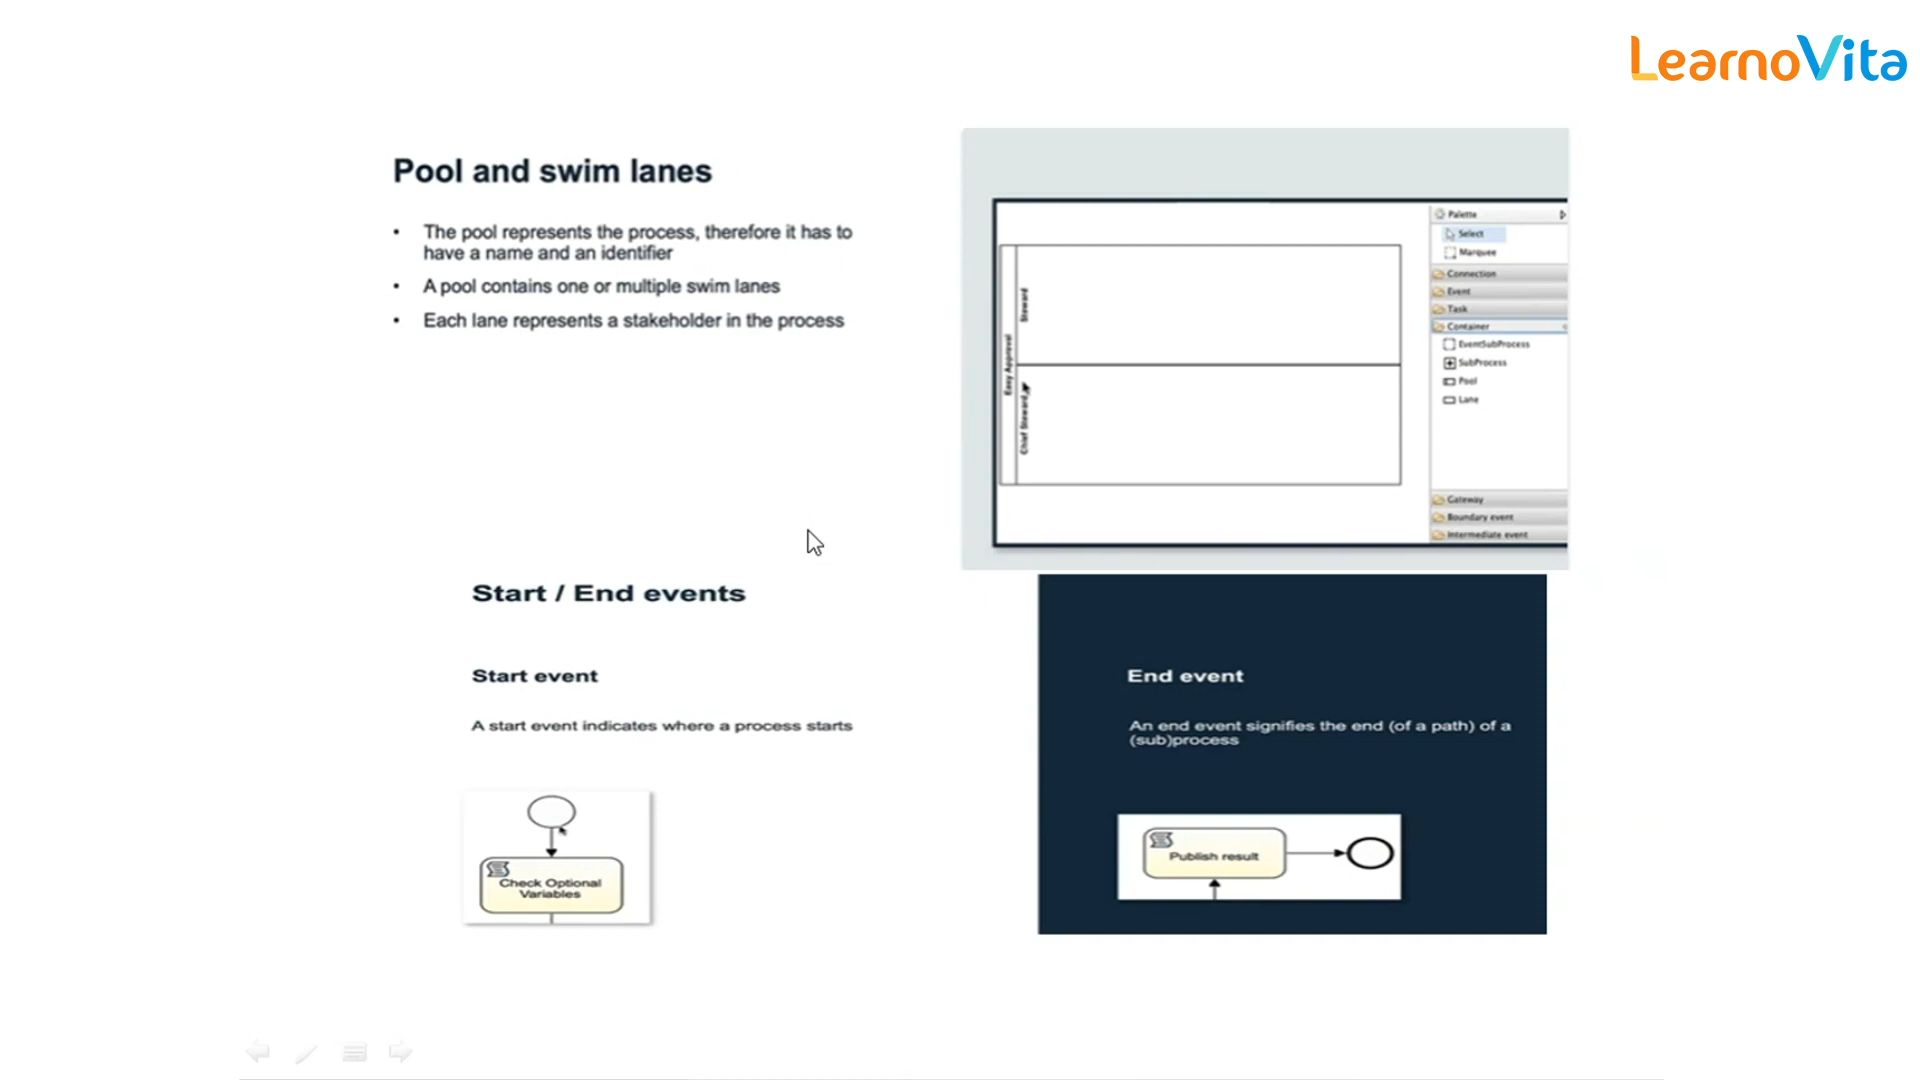 LearnoVita
Pool and swim lanes
• The pool represents the process, therefore it has to
have a name and an identifier
• A pool contains one or multiple swim lanes
• Each lane represents a stakeholder in the process
Easy Approval
Steward
Chief Steward
Palette
Select
Marquee
Connection
Event
Task
Container
EventSubProcess
SubProcess
Pool
Lane
Gateway
Boundary event
Intermediate event
Start / End events
Start event
A start event indicates where a process starts
Check Optional
Variables
End event
An end event signifies the end (of a path) of a
(sub)process
Publish result